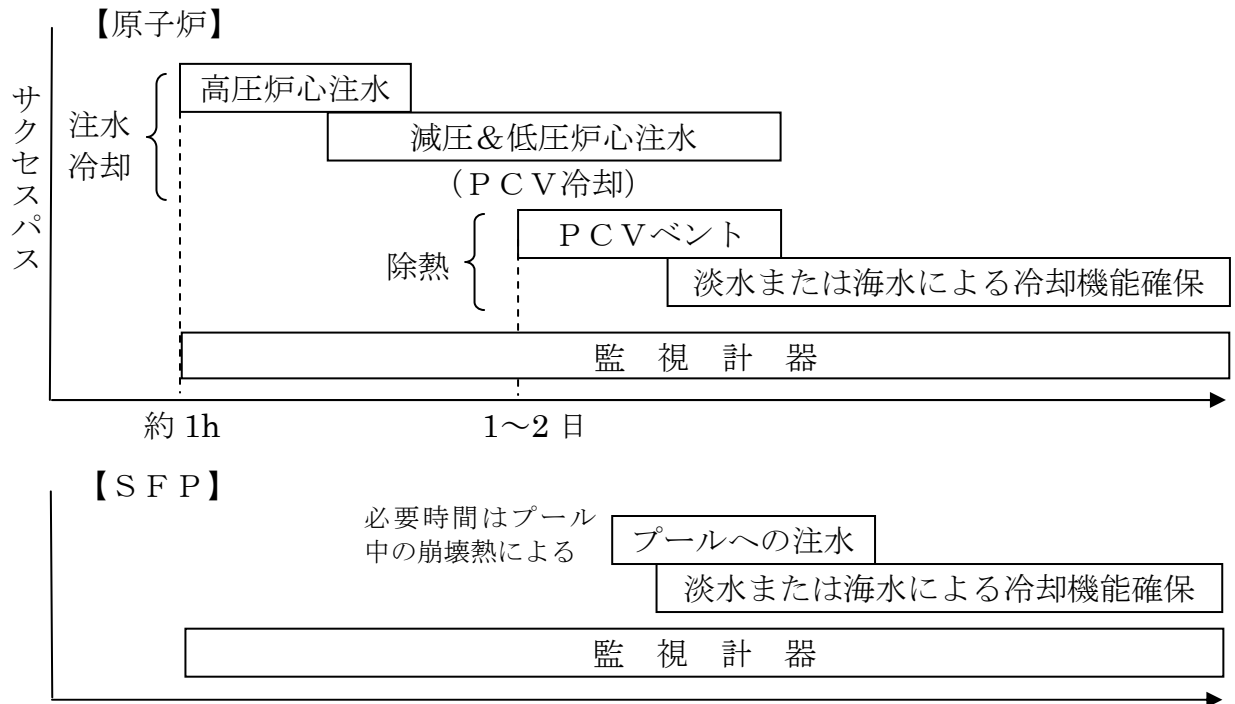 【原子炉】
サクセスパス
注水
冷却
高圧炉心注水
減圧&低圧炉心注水
(PCV冷却)
除熱
PCVベント
淡水または海水による冷却機能確保
監 視 計 器
約 1h
1～2 日
【SFP】
必要時間はプール
中の崩壊熱による
プールへの注水
淡水または海水による冷却機能確保
監 視 計 器